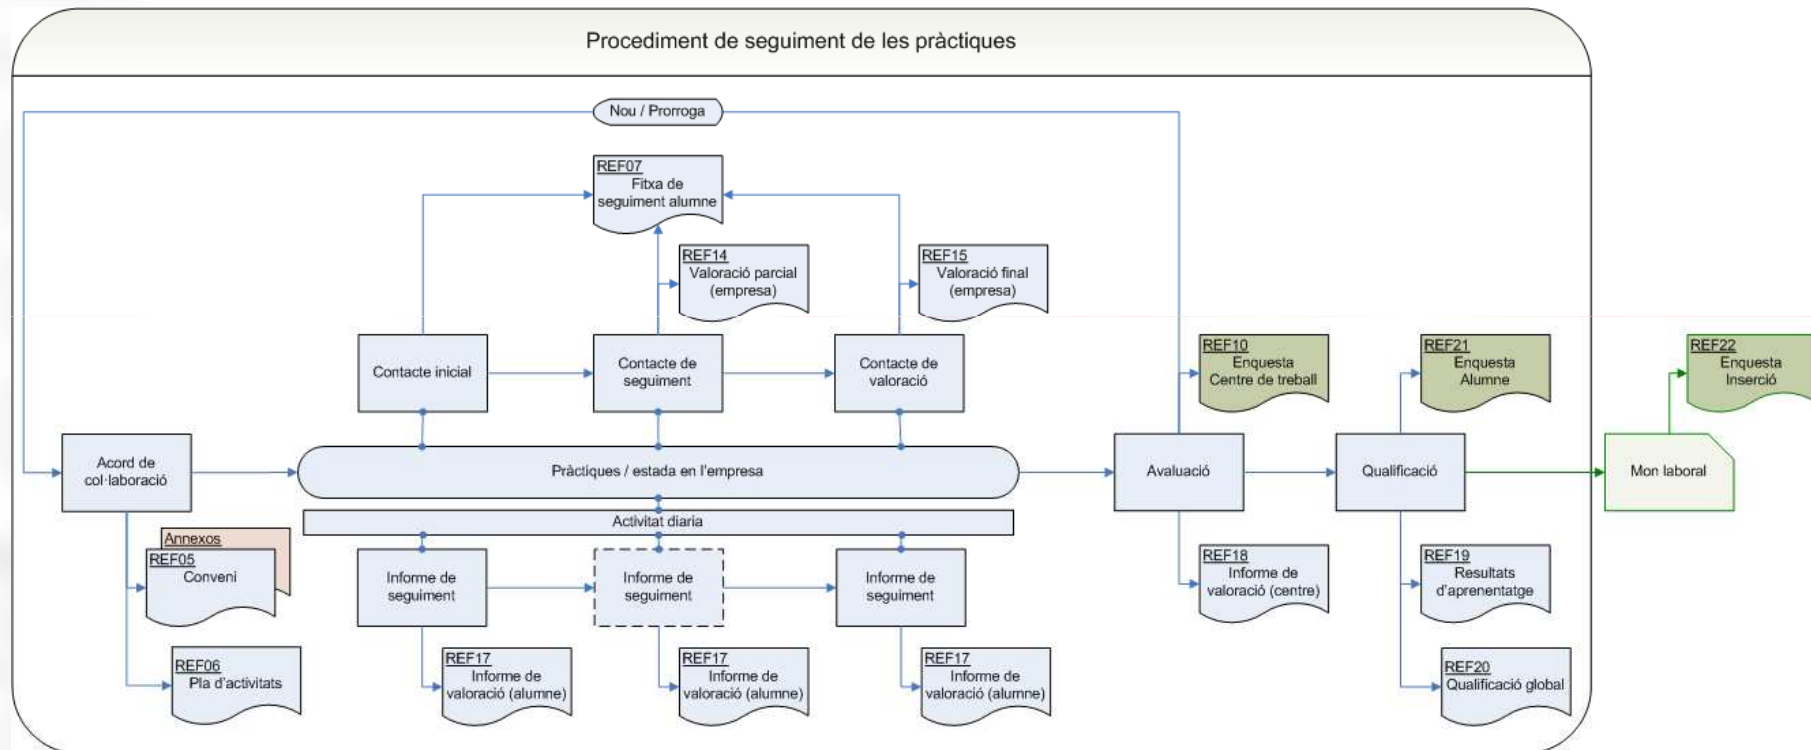 Procediment de seguiment de les pràctiques
Nou / Prorroga
REF07
Fitxa de
seguiment alumne
REF14
Valoració parcial
(empresa)
REF15
Valoració final
(empresa)
Contacte inicial
Contacte de
seguiment
Contacte de
valoració
REF10
Enquesta
Centre de treball
REF21
Enquesta
Alumne
REF22
Enquesta
Inserció
Acord de
col·laboració
Pràctiques / estada en l'empresa
Avaluació
Qualificació
Mon laboral
Activitat diaria
Annexos
REF05
Conveni
Informe de
seguiment
Informe de
seguiment
Informe de
seguiment
REF18
Informe de
valoració (centre)
REF19
Resultats
d'aprenentatge
REF06
Pla d'activitats
REF17
Informe de
valoració (alumne)
REF17
Informe de
valoració (alumne)
REF17
Informe de
valoració (alumne)
REF20
Qualificació global